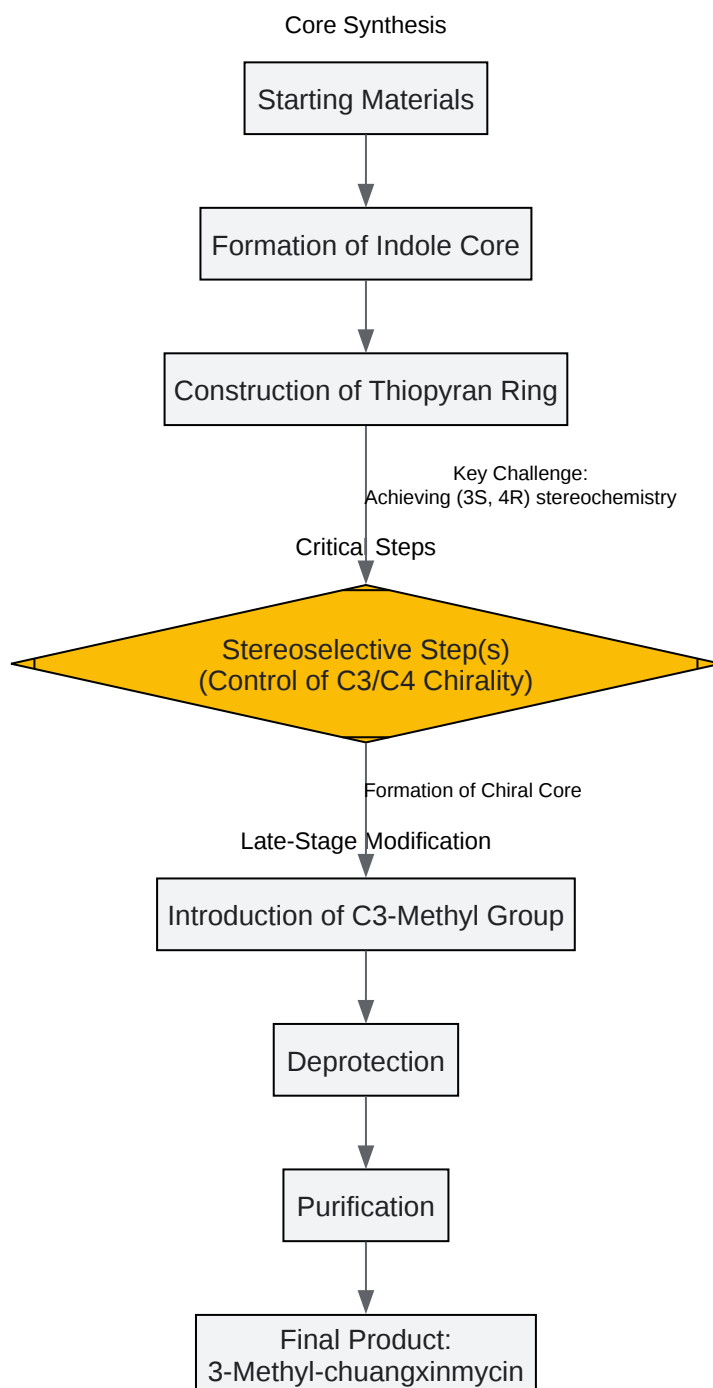 Core Synthesis
Starting Materials
Formation of Indole Core
Construction of Thiopyran Ring
Key Challenge:
Achieving (3S, 4R) stereochemistry
Critical Steps
Stereoselective Step(s)
(Control of C3/C4 Chirality)
Formation of Chiral Core
Late-Stage Modification
Introduction of C3-Methyl Group
Deprotection
Purification
Final Product:
3-Methyl-chuangxinmycin